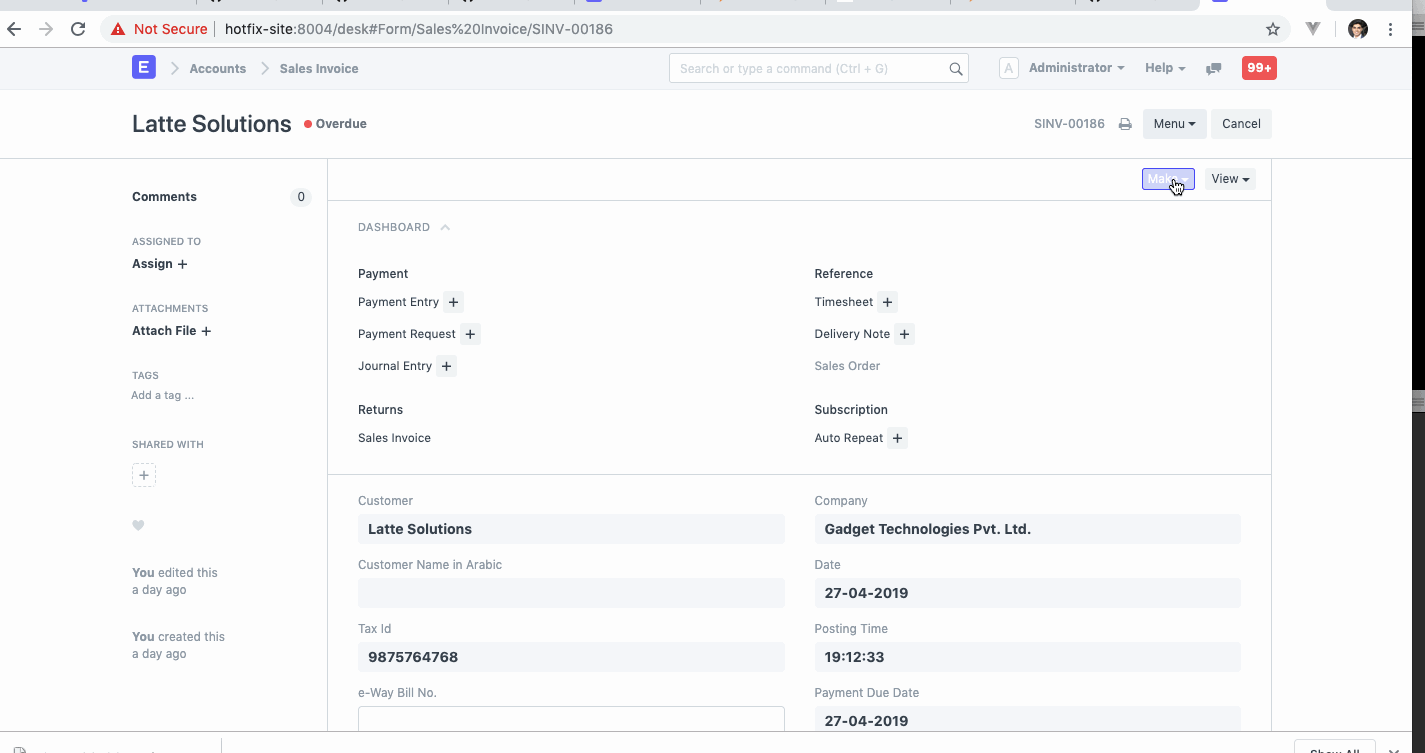 Not Secure hotfix-site:8004/desk#Form/Sales%20Invoice/SINV-00186
E Accounts Sales Invoice Search or type a command (Ctrl + G) A Administrator Help 99+
Latte Solutions Overdue SINV-00186 Menu Cancel
Make View
Comments 0
ASSIGNED TO
Assign +
ATTACHMENTS
Attach File +
TAGS
Add a tag ...
SHARED WITH
+
You edited this
a day ago
You created this
a day ago
DASHBOARD
Payment
Payment Entry +
Payment Request +
Journal Entry +
Returns
Sales Invoice
Reference
Timesheet +
Delivery Note +
Sales Order
Subscription
Auto Repeat +
Customer
Latte Solutions
Customer Name in Arabic
Tax Id
9875764768
e-Way Bill No.
Company
Gadget Technologies Pvt. Ltd.
Date
27-04-2019
Posting Time
19:12:33
Payment Due Date
27-04-2019
Show All